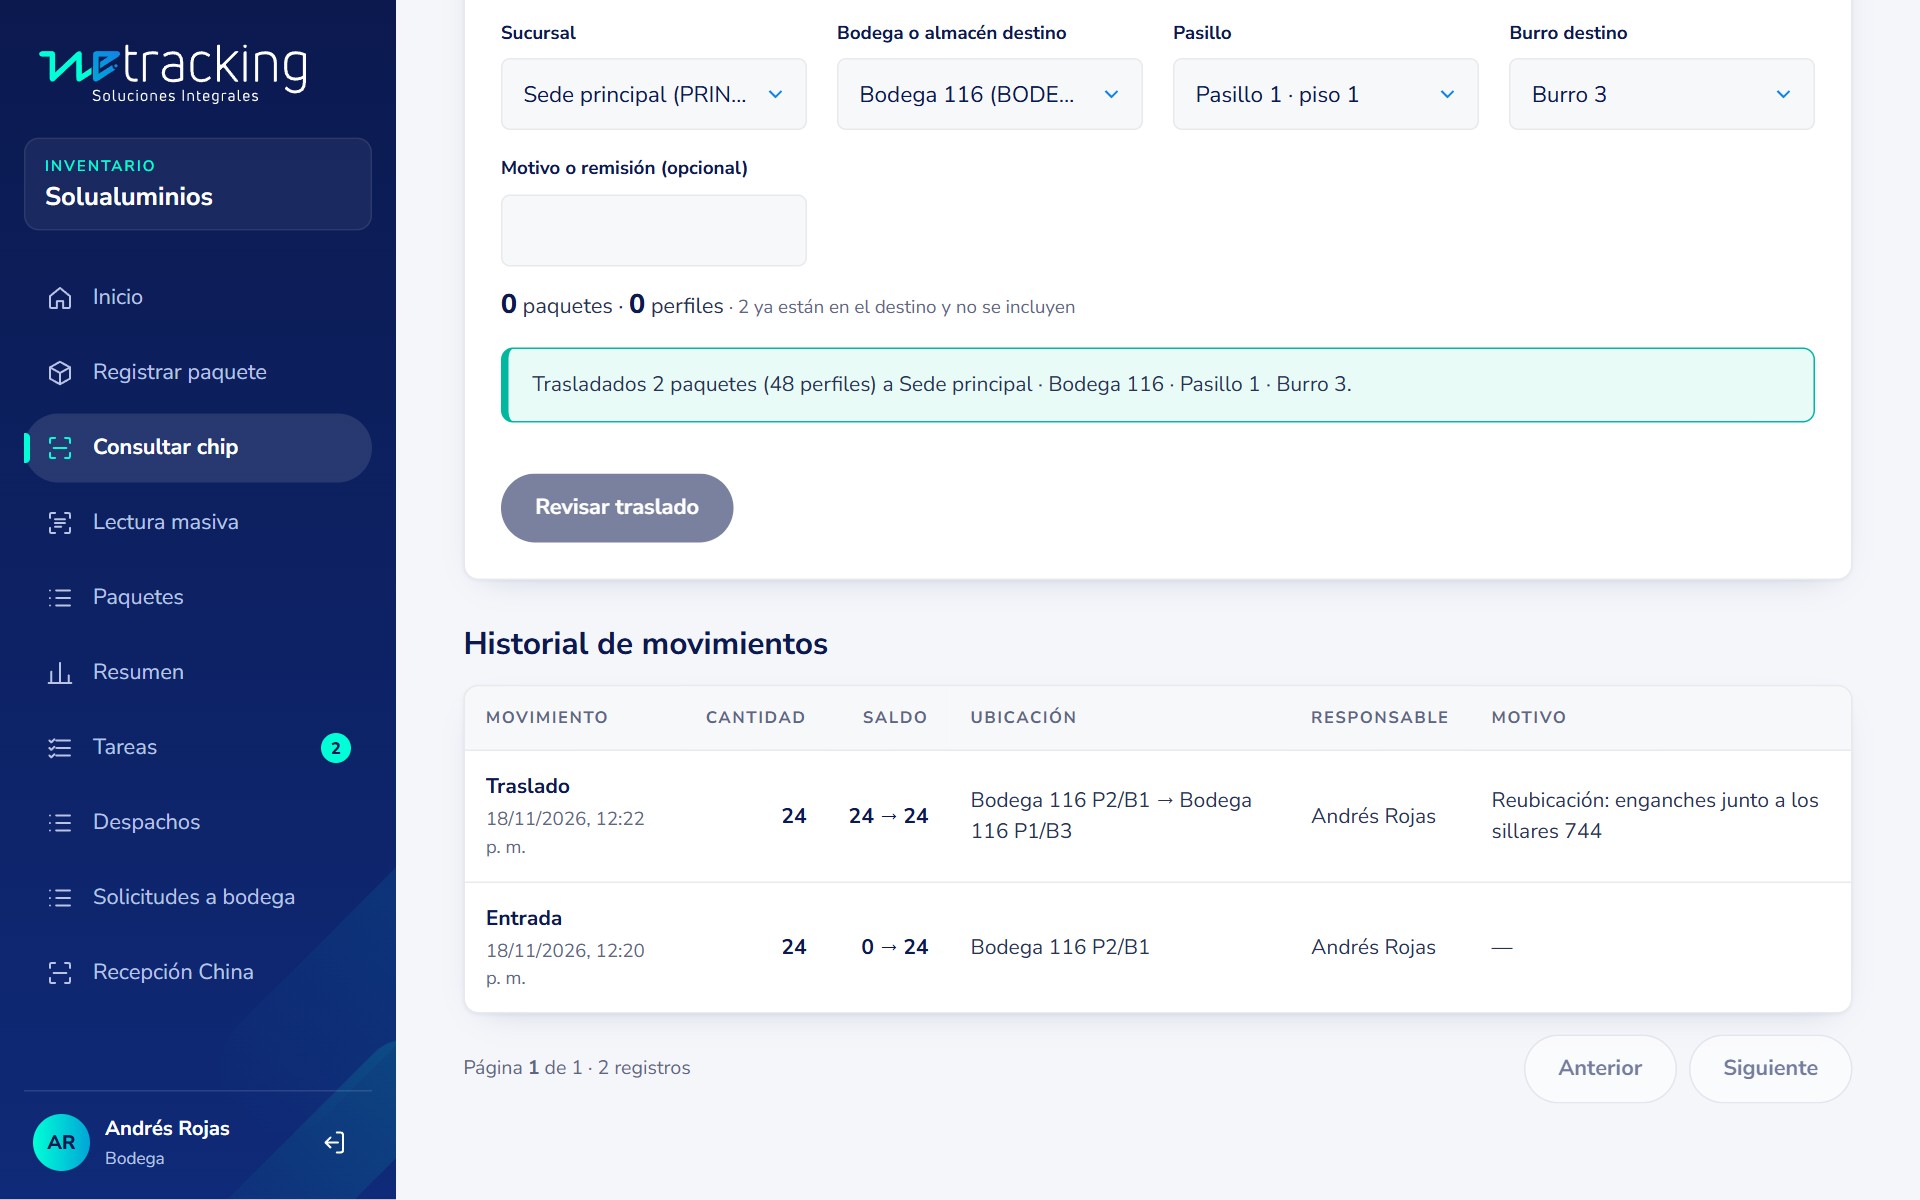 wetracking
Soluciones Integrales
INVENTARIO
Solualuminios
Inicio
Registrar paquete
Consultar chip
Lectura masiva
Paquetes
Resumen
Tareas
2
Despachos
Solicitudes a bodega
Recepción China
AR
Andrés Rojas
Bodega
Sucursal
Bodega o almacén destino
Pasillo
Burro destino
Sede principal (PRIN...
Bodega 116 (BODE...
Pasillo 1 · piso 1
Burro 3
Motivo o remisión (opcional)
0 paquetes · 0 perfiles · 2 ya están en el destino y no se incluyen
Trasladados 2 paquetes (48 perfiles) a Sede principal · Bodega 116 · Pasillo 1 · Burro 3.
Revisar traslado
Historial de movimientos
MOVIMIENTO CANTIDAD SALDO UBICACIÓN RESPONSABLE MOTIVO
Traslado
18/11/2026, 12:22
p. m.
24
24 → 24
Bodega 116 P2/B1 → Bodega
116 P1/B3
Andrés Rojas
Reubicación: enganches junto a los
sillares 744
Entrada
18/11/2026, 12:20
p. m.
24
0 → 24
Bodega 116 P2/B1
Andrés Rojas
—
Página 1 de 1 · 2 registros
Anterior
Siguiente